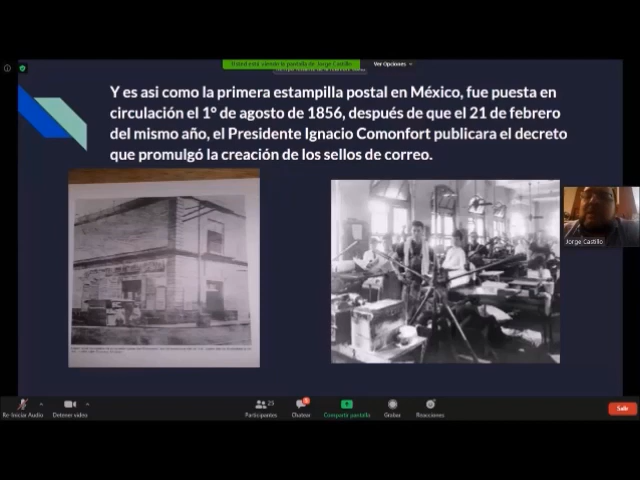 Usted está viendo la pantalla de Jorge Castillo
Ver Opciones
Y es asi como la primera estampilla postal en México, fue puesta en
circulación el 1° de agosto de 1856, después de que el 21 de febrero
del mismo año, el Presidente Ignacio Comonfort publicara el decreto
que promulgó la creación de los sellos de correo.
Jorge Castillo
Re-Iniciar Audio
Detener video
Participantes
25
Chatear
Compartir pantalla
Grabar
Reacciones
Salir